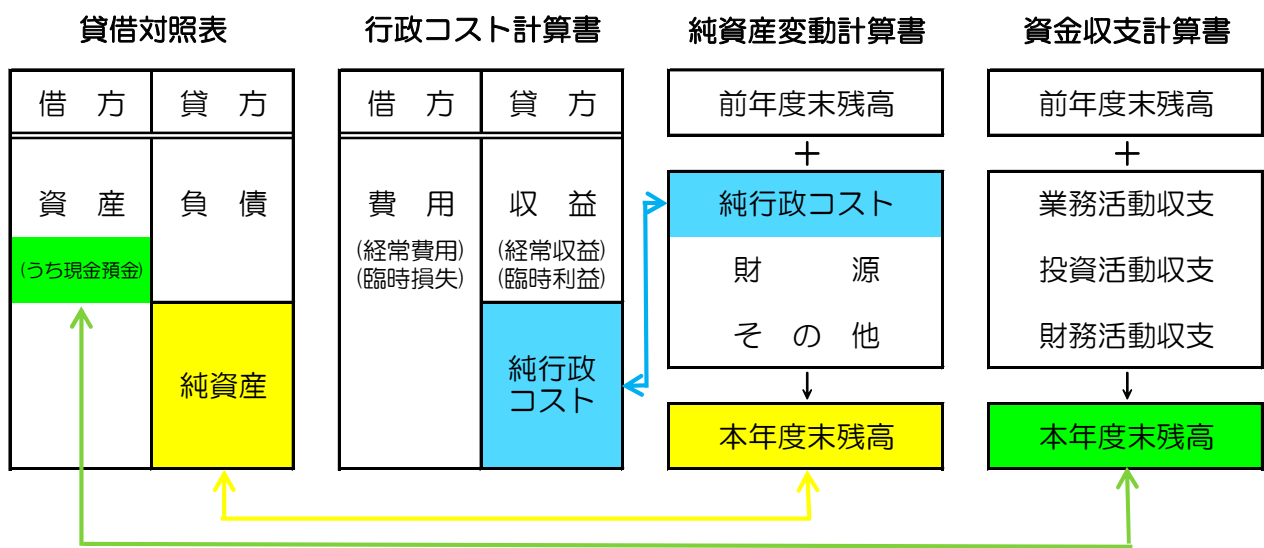 貸借対照表
借 方 貸 方
資 産 負 債
(うち現金預金)
純資産
行政コスト計算書
借 方 貸 方
費 用 収 益
(経常費用) (経常収益)
(臨時損失) (臨時利益)
純行政
コスト
純資産変動計算書
前年度末残高
+
純行政コスト
財 源
そ の 他
本年度末残高
資金収支計算書
前年度末残高
+
業務活動収支
投資活動収支
財務活動収支
本年度末残高